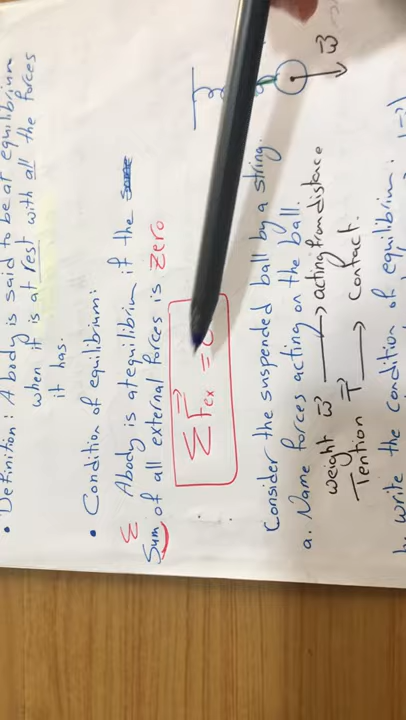 • Definition: A body is said to be at equilibrium
when it is at rest with all the forces
it has.
• Condition of equilibrium:
Σ A body is at equilibrium if the
Sum of all external forces is Zero
ΣF⃗ex =
w⃗
Consider the suspended ball by a string.
a. Name forces acting on the ball.
weight w⃗ → acting from distance
Tention T⃗ → contact.
b. write the condition of equilibrium: